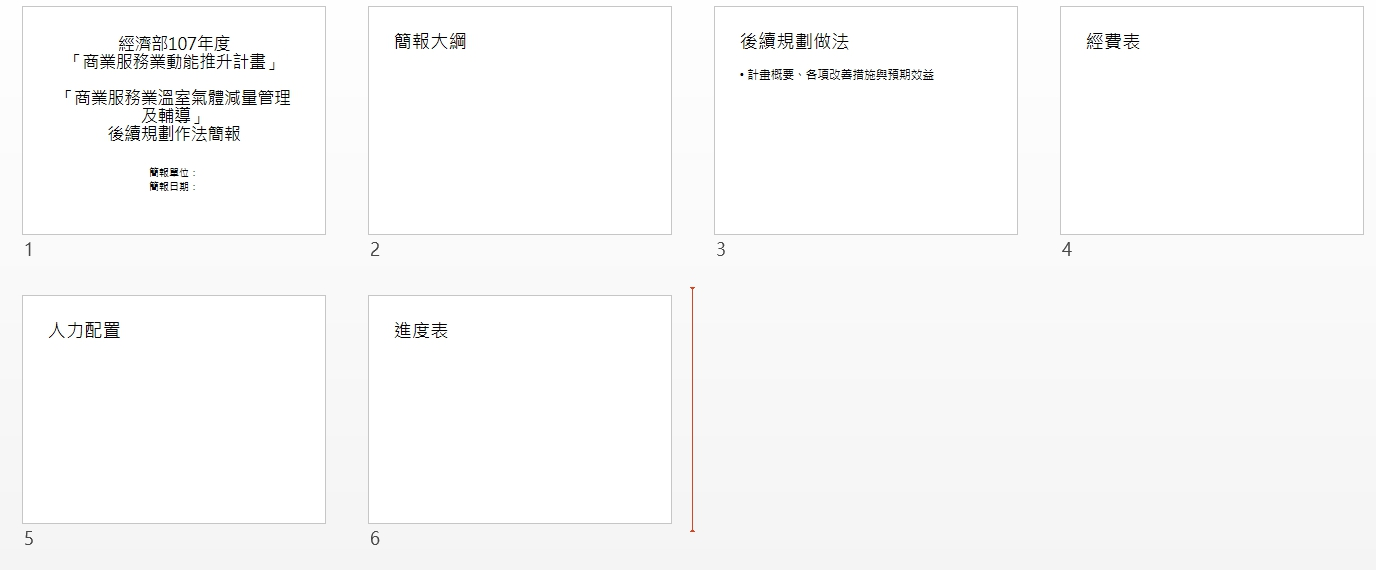 經濟部107年度
「商業服務業動能推升計畫」
「商業服務業溫室氣體減量管理
及輔導」
後續規劃作法簡報
簡報單位：
簡報日期：
1
簡報大綱
2
後續規劃做法
• 計畫概要、各項改善措施與預期效益
3
經費表
4
人力配置
5
進度表
6